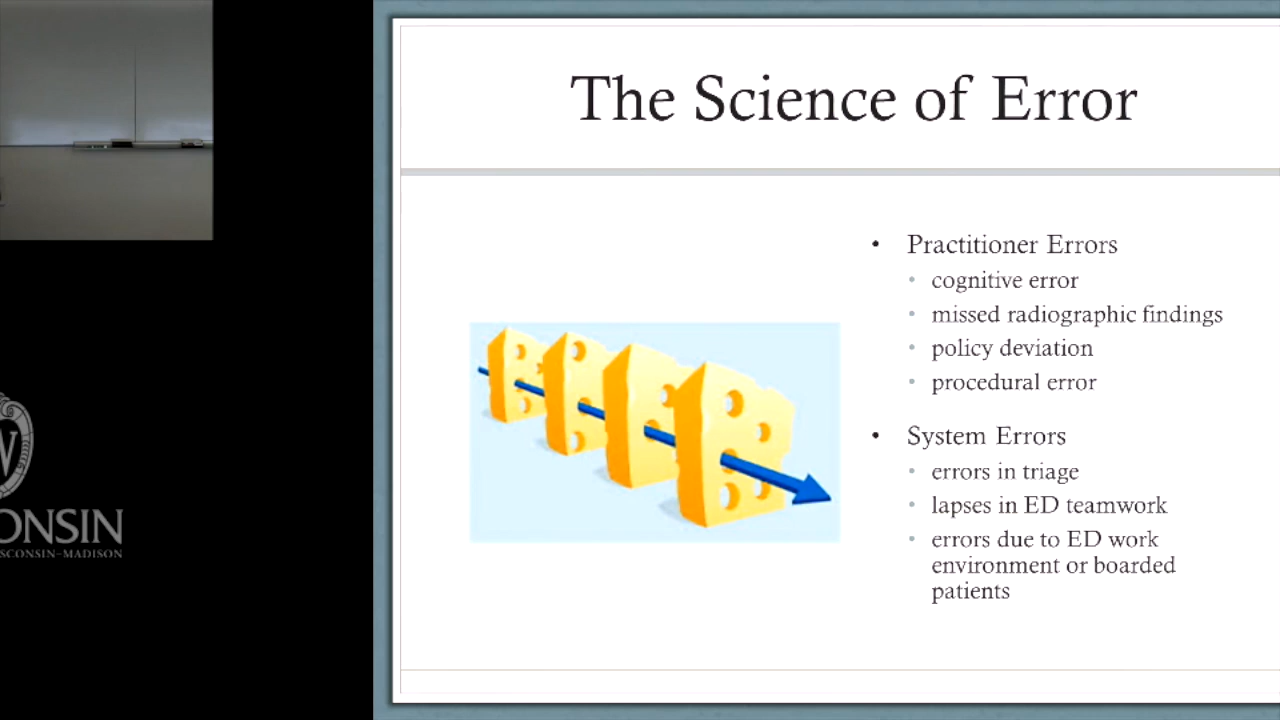 The Science of Error
• Practitioner Errors
• cognitive error
• missed radiographic findings
• policy deviation
• procedural error
• System Errors
• errors in triage
• lapses in ED teamwork
• errors due to ED work
environment or boarded
patients
W
ONSIN
SCONSIN–MADISON